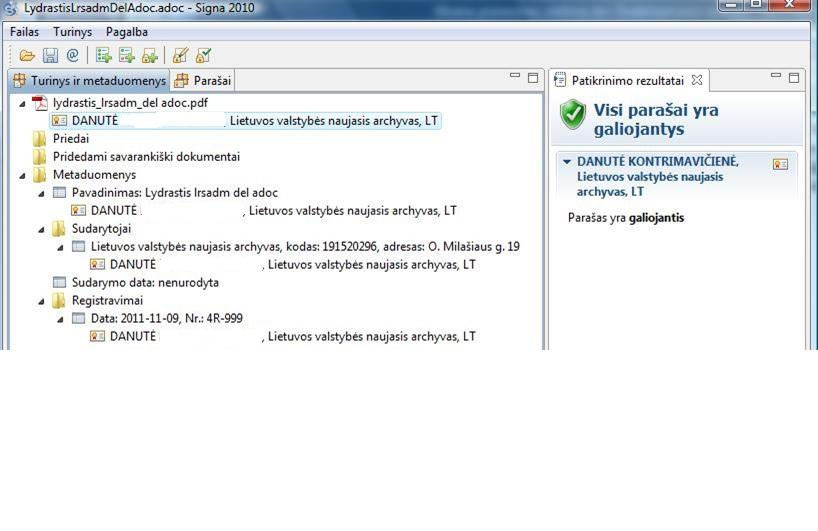 LydrastisLrsadmDelAdoc.adoc - Signa 2010
Failas Turinys Pagalba
Turinys ir metaduomenys Parašai
lydrastis_lrsadm_del adoc.pdf
DANUTĖ , Lietuvos valstybės naujasis archyvas, LT
Priedai
Pridedami savarankiški dokumentai
Metaduomenys
Pavadinimas: Lydrastis lrsadm del adoc
DANUTĖ , Lietuvos valstybės naujasis archyvas, LT
Sudarytojai
Lietuvos valstybės naujasis archyvas, kodas: 191520296, adresas: O. Milašiaus g. 19
DANUTĖ , Lietuvos valstybės naujasis archyvas, LT
Sudarymo data: nenurodyta
Registravimai
Data: 2011-11-09, Nr.: 4R-999
DANUTĖ , Lietuvos valstybės naujasis archyvas, LT
Patikrinimo rezultatai
Visi parašai yra
galiojantys
DANUTĖ KONTRIMAVIČIENĖ,
Lietuvos valstybės naujasis
archyvas, LT
Parašas yra galiojantis